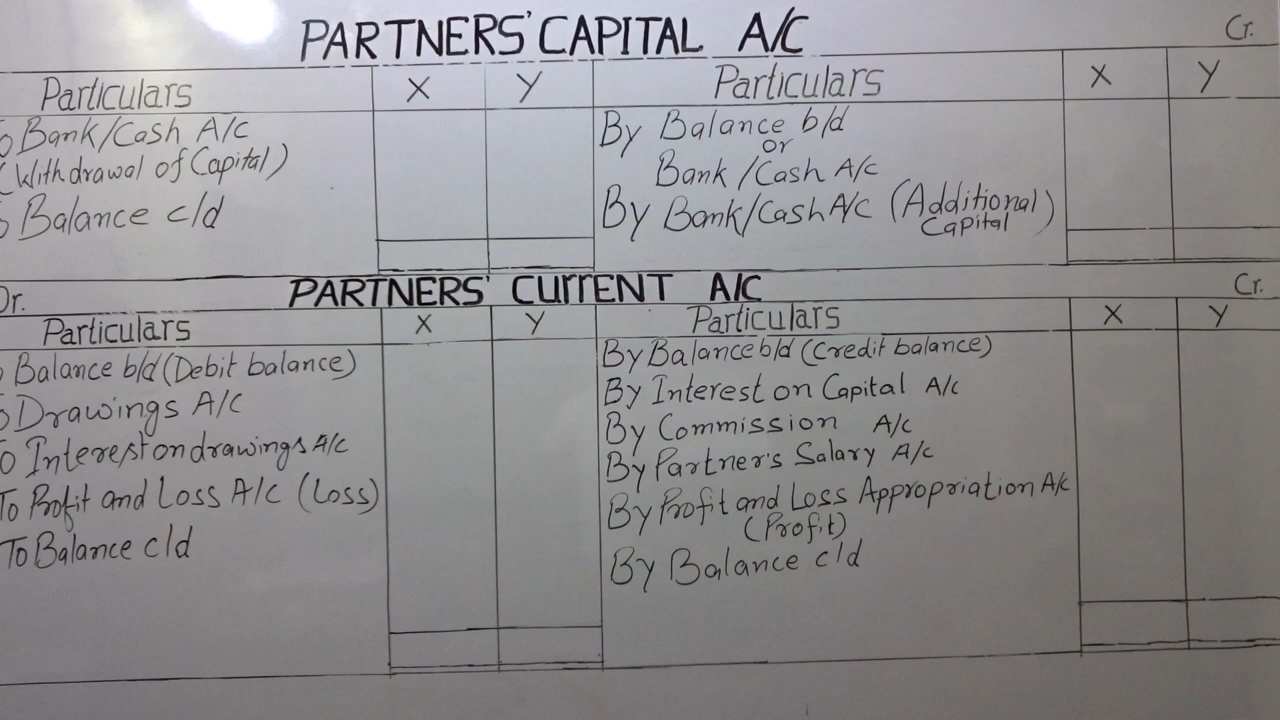 PARTNERS' CAPITAL A/C
Cr.
Particulars X Y Particulars X Y
o Bank/Cash A/c
(Withdrawal of Capital)
o Balance c/d
By Balance b/d
or
Bank/Cash A/c
By Bank/Cash A/c (Additional Capital)
PARTNERS' CURRENT A/C
Dr.
Cr.
Particulars X Y Particulars X Y
o Balance b/d (Debit balance)
o Drawings A/c
o Interest on drawings A/c
To Profit and Loss A/c (Loss)
To Balance c/d
By Balance b/d (Credit balance)
By Interest on Capital A/c
By Commission A/c
By Partner's Salary A/c
By Profit and Loss Appropriation A/c
(Profit)
By Balance c/d